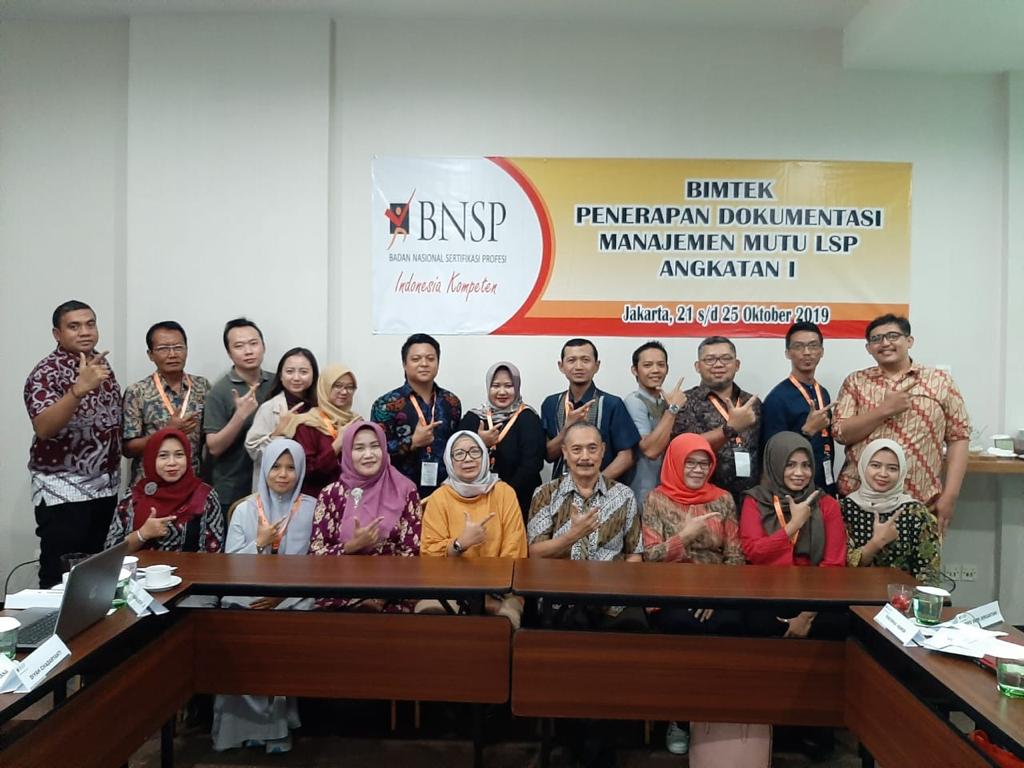 BNSP
BADAN NASIONAL SERTIFIKASI PROFESI
Indonesia Kompeten
BIMTEK
PENERAPAN DOKUMENTASI
MANAJEMEN MUTU LSP
ANGKATAN I
Jakarta, 21 s/d 25 Oktober 2019